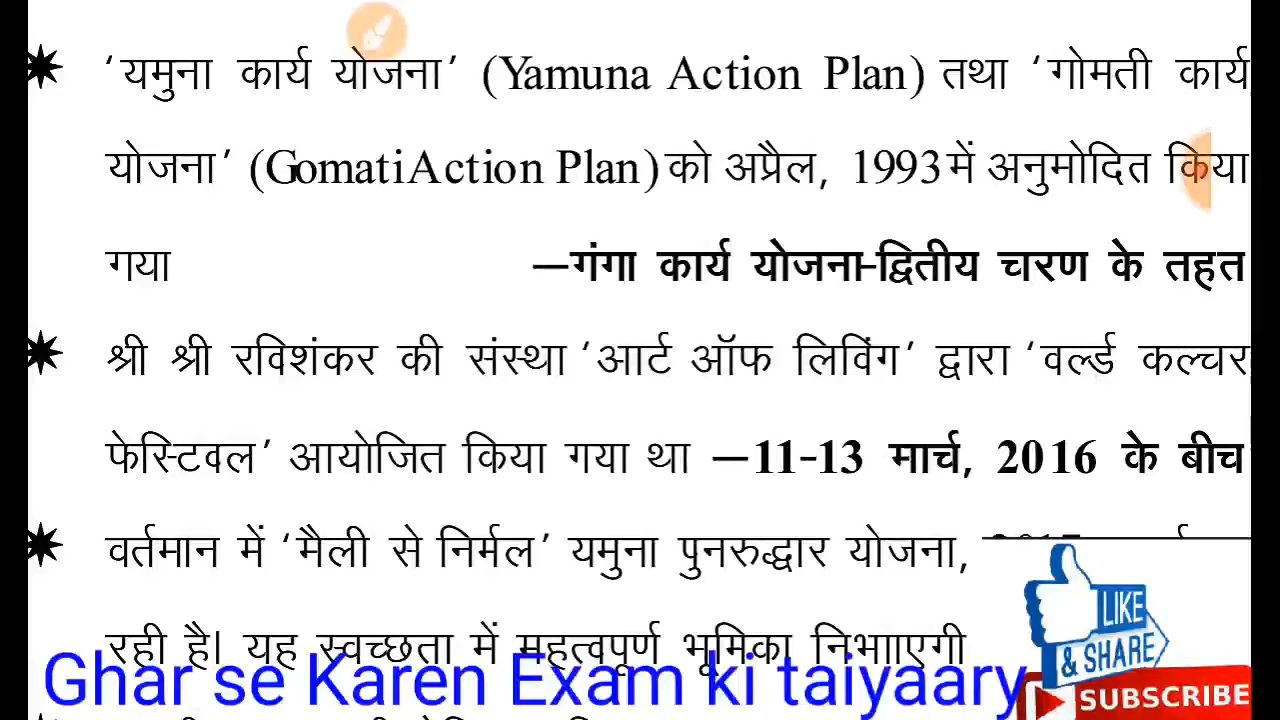 ‘यमुना कार्य योजना’ (Yamuna Action Plan) तथा ‘गोमती कार्य
योजना’ (Gomati Action Plan) को अप्रैल, 1993 में अनुमोदित किया
गया —गंगा कार्य योजना-द्वितीय चरण के तहत
श्री श्री रविशंकर की संस्था ‘आर्ट ऑफ लिविंग’ द्वारा ‘वर्ल्ड कल्चर
फेस्टिवल’ आयोजित किया गया था —11-13 मार्च, 2016 के बीच
वर्तमान में ‘मैली से निर्मल’ यमुना पुनरुद्धार योजना,
रही है। यह स्वच्छता में महत्वपूर्ण भूमिका निभााएगी
LIKE
& SHARE
Ghar se Karen Exam ki taiyaary
SUBSCRIBE